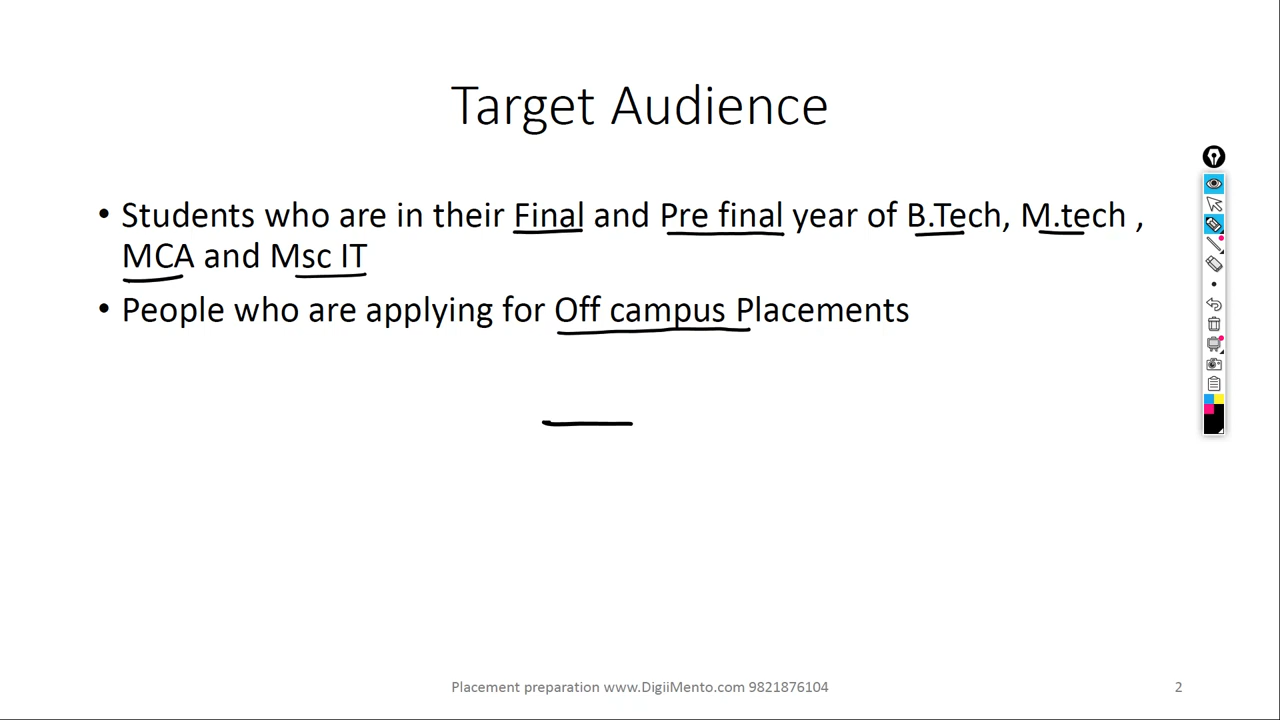 Target Audience
• Students who are in their Final and Pre final year of B.Tech, M.tech ,
MCA and Msc IT
• People who are applying for Off campus Placements
Placement preparation www.DigiiMento.com 9821876104
2